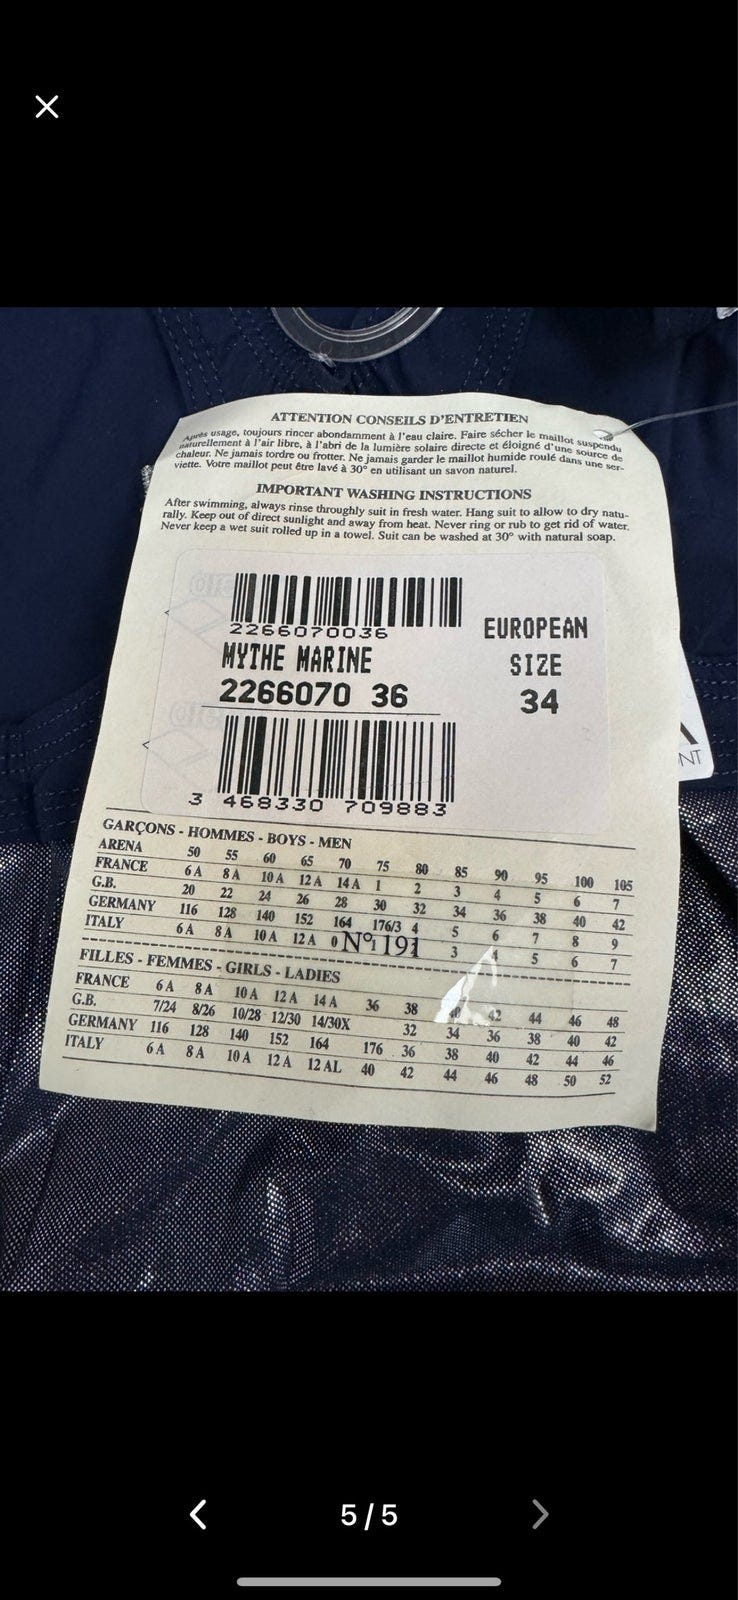 ATTENTION CONSEILS D'ENTRETIEN
Après usage, toujours rincer abondamment à l'eau claire. Faire sécher le maillot suspendu
naturellement à l'air libre, à l'abri de la lumière solaire directe et éloigné d'une source de
chaleur. Ne jamais tordre ou frotter. Ne jamais garder le maillot humide roulé dans une ser-
viette. Votre maillot peut être lavé à 30° en utilisant un savon naturel.
IMPORTANT WASHING INSTRUCTIONS
After swimming, always rinse throughly suit in fresh water. Hang suit to allow to dry natu-
rally. Keep out of direct sunlight and away from heat. Never ring or rub to get rid of water.
Never keep a wet suit rolled up in a towel. Suit can be washed at 30° with natural soap.
2266070036
MYTHE MARINE
2266070 36
EUROPEAN
SIZE
34
3 468330 709883
NT
GARÇONS - HOMMES - BOYS - MEN
ARENA 50 55 60 65 70 75 80 85 90 95 100 105
FRANCE 6 A 8 A 10 A 12 A 14 A 1 2 3 4 5 6 7
G.B. 20 22 24 26 28 30 32 34 36 38 40 42
GERMANY 116 128 140 152 164 176/3 4 5 6 7 8 9
ITALY 6 A 8 A 10 A 12 A 0 N° 191 3 4 5 6 7
FILLES - FEMMES - GIRLS - LADIES
FRANCE 6 A 8 A 10 A 12 A 14 A 36 38 40 42 44 46 48
G.B. 7/24 8/26 10/28 12/30 14/30X 32 34 36 38 40 42
GERMANY 116 128 140 152 164 176 36 38 40 42 44 46
ITALY 6 A 8 A 10 A 12 A 12 AL 40 42 44 46 48 50 52
5 / 5